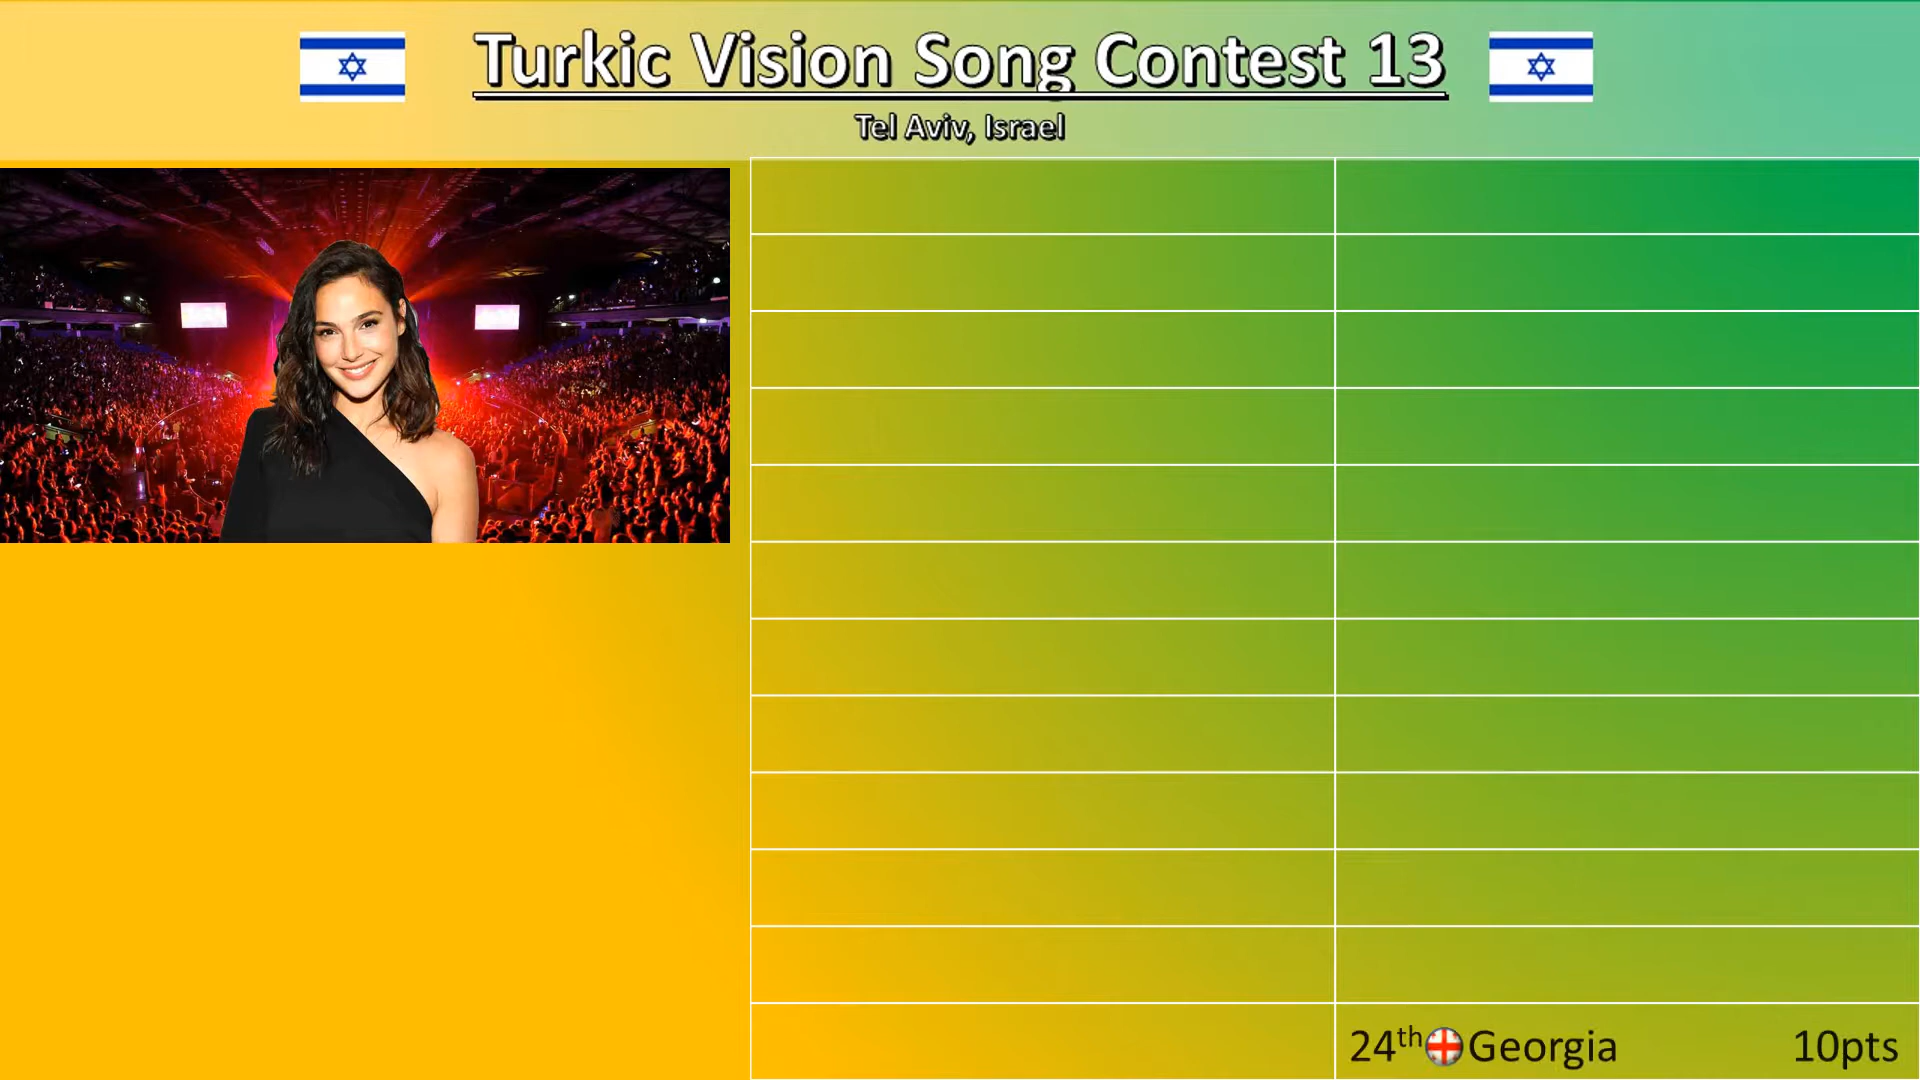 Turkic Vision Song Contest 13
Tel Aviv, Israel
24th Georgia 10pts